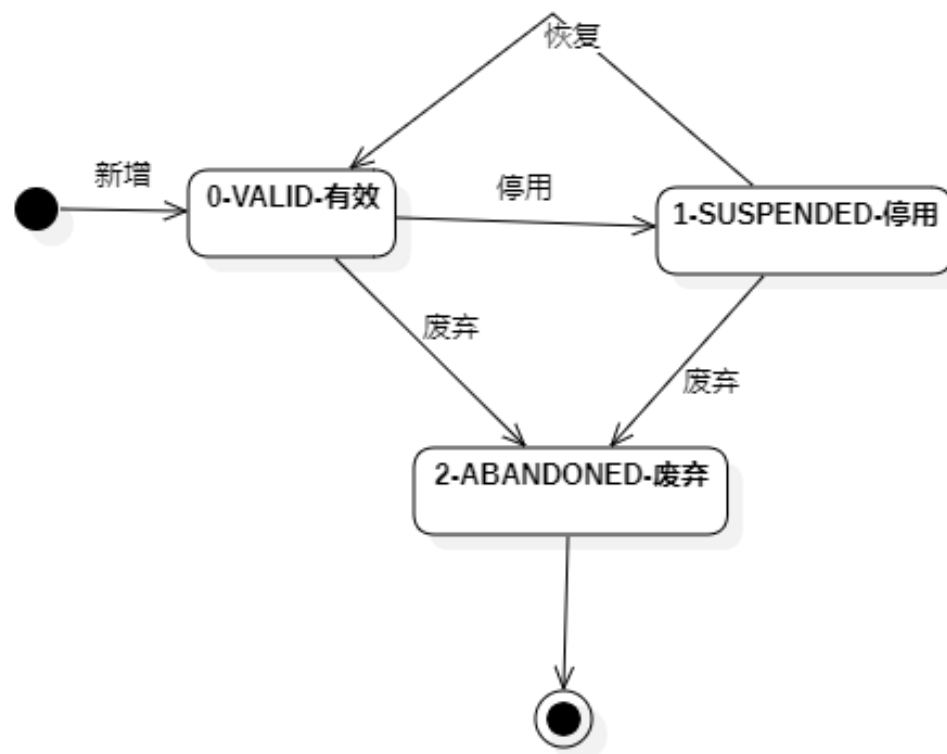 恢复
新增
0-VALID-有效
停用
1-SUSPENDED-停用
废弃
废弃
2-ABANDONED-废弃